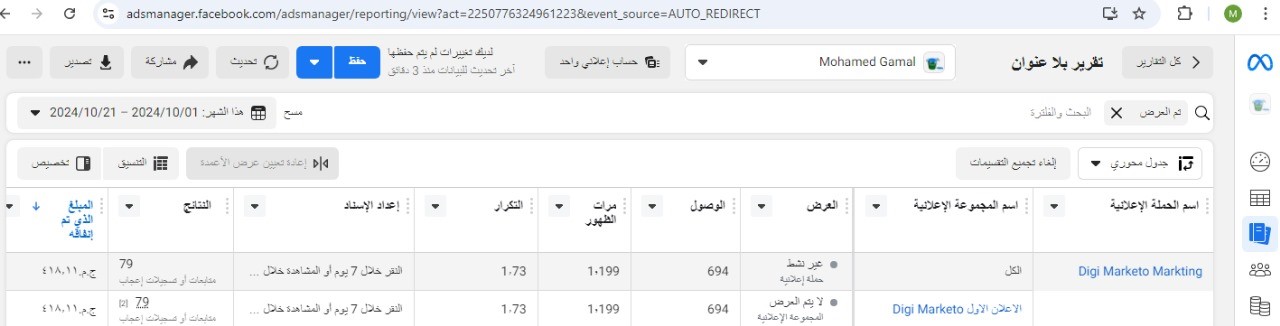 adsmanager.facebook.com/adsmanager/reporting/view?act=2250776324961223&event_source=AUTO_REDIRECT
M
كل التقارير
تقرير بلا عنوان
Mohamed Gamal
حساب إعلاني واحد
لديك تغييرات لم يتم حفظها
آخر تحديث للبيانات منذ 3 دقائق
حفظ
تحديث
مشاركة
تصدير
تم العرض
البحث والفلترة
مسح
هذا الشهر: 2024/10/01 – 2024/10/21
جدول محوري
إلغاء تجميع التقسيمات
إعادة تعيين عرض الأعمدة
التنسيق
تخصيص
اسم الحملة الإعلانية
اسم المجموعة الإعلانية
العرض
الوصول
مرات الظهور
التكرار
إعداد الإسناد
النتائج
المبلغ الذي تم إنفاقه
Digi Marketo Markting
الكل
غير نشط
حملة إعلانية
694
1٬199
1.73
النقر خلال 7 يوم أو المشاهدة خلال ...
79
متابعات أو تسجيلات إعجاب
ج.م.‏٤١٨٫١١
الاعلان الاول Digi Marketo
لا يتم العرض
المجموعة الإعلانية
694
1٬199
1.73
النقر خلال 7 يوم أو المشاهدة خلال ...
79 [2]
متابعات أو تسجيلات إعجاب
ج.م.‏٤١٨٫١١